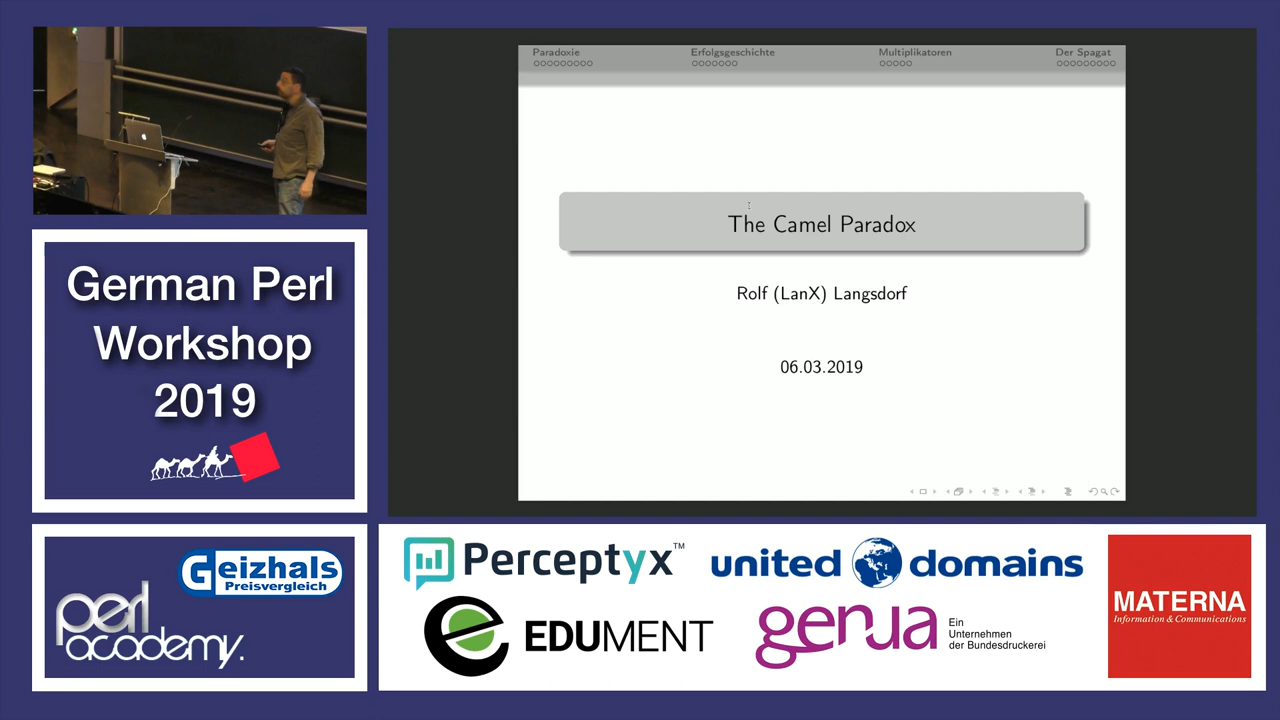 Paradoxie
Erfolgsgeschichte
Multiplikatoren
Der Spagat
The Camel Paradox
Rolf (LanX) Langsdorf
06.03.2019
German Perl
Workshop
2019
Geizhals
Preisvergleich
perl
academy.
Perceptyx™
united domains
EDUMENT
genua
Ein
Unternehmen
der Bundesdruckerei
MATERNA
Information & Communications